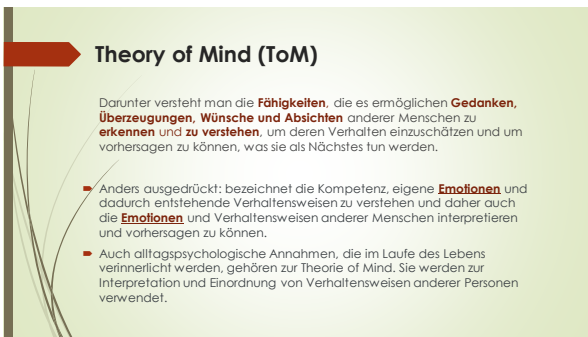 Theory of Mind (ToM)
Darunter versteht man die Fähigkeiten, die es ermöglichen Gedanken,
Überzeugungen, Wünsche und Absichten anderer Menschen zu
erkennen und zu verstehen, um deren Verhalten einzuschätzen und um
vorhersagen zu können, was sie als Nächstes tun werden.
Anders ausgedrückt: bezeichnet die Kompetenz, eigene Emotionen und
dadurch entstehende Verhaltensweisen zu verstehen und daher auch
die Emotionen und Verhaltensweisen anderer Menschen interpretieren
und vorhersagen zu können.
Auch alltagspsychologische Annahmen, die im Laufe des Lebens
verinnerlicht werden, gehören zur Theorie of Mind. Sie werden zur
Interpretation und Einordnung von Verhaltensweisen anderer Personen
verwendet.